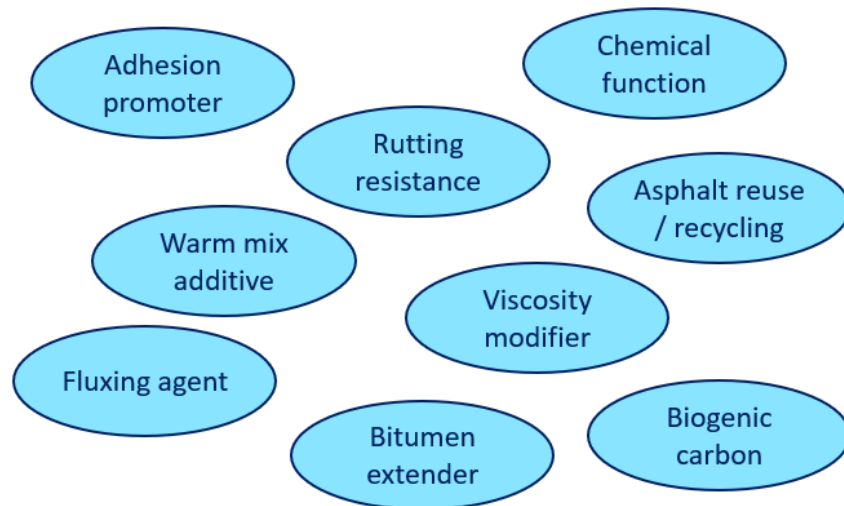 Adhesion
promoter
Chemical
function
Rutting
resistance
Asphalt reuse
/ recycling
Warm mix
additive
Viscosity
modifier
Fluxing agent
Bitumen
extender
Biogenic
carbon